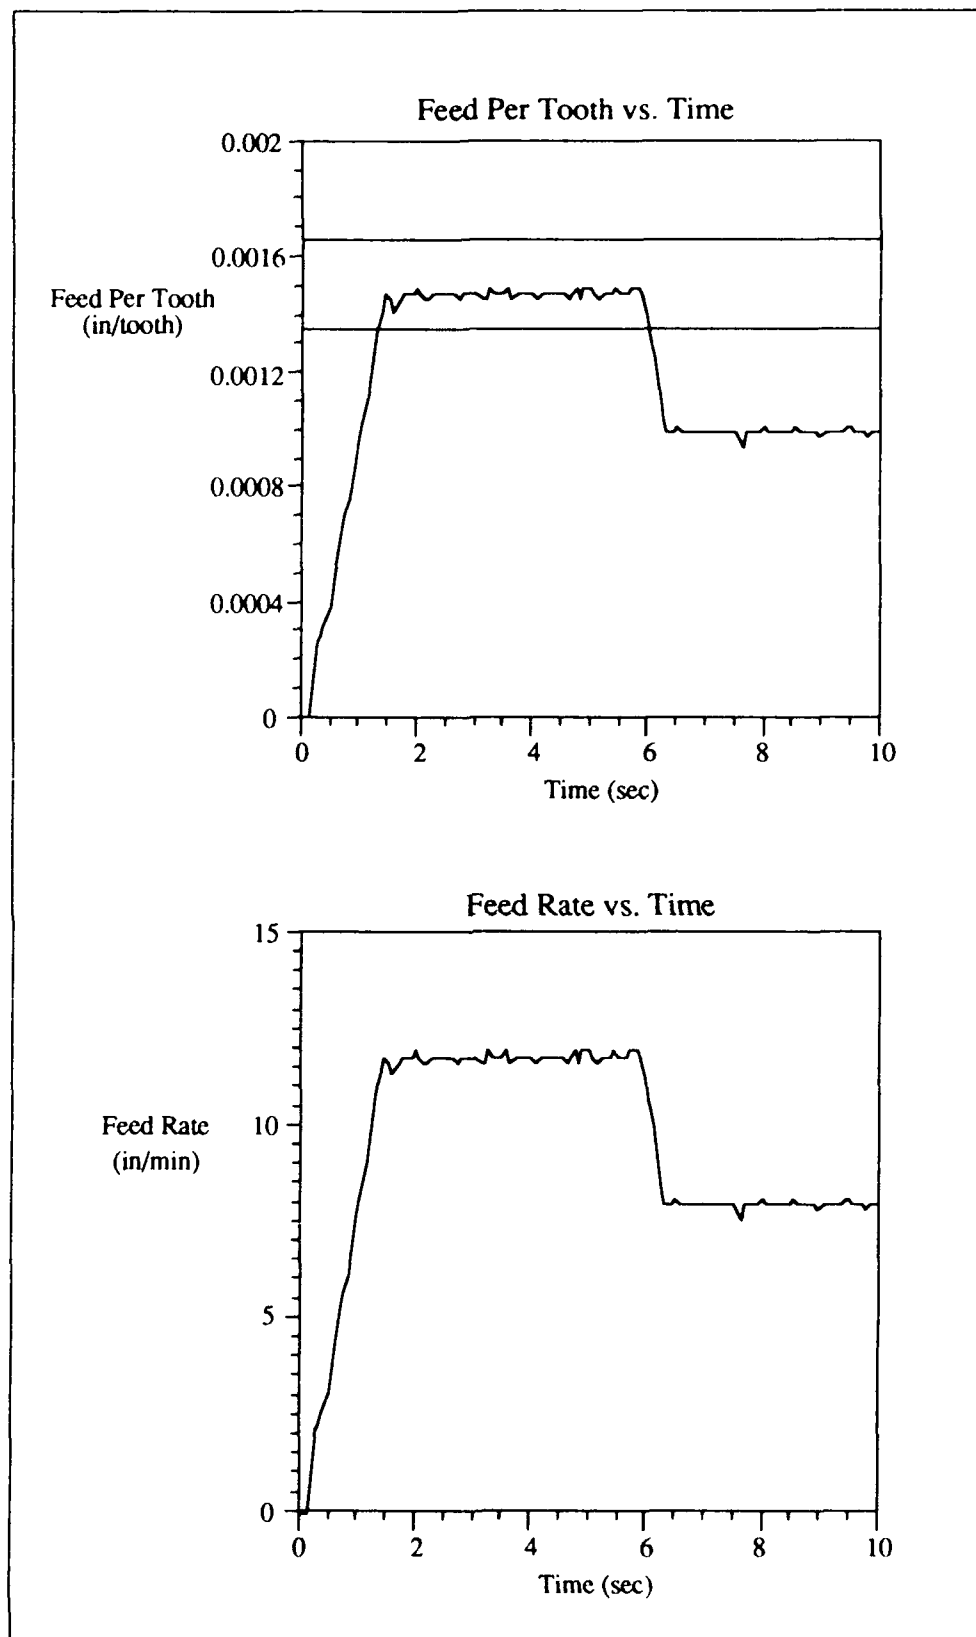 Feed Per Tooth vs. Time
0.002
0.0016
Feed Per Tooth
(in/tooth)
0.0012
0.0008
0.0004
0
0 2 4 6 8 10
Time (sec)
Feed Rate vs. Time
15
Feed Rate
(in/min)
10
5
0
0 2 4 6 8 10
Time (sec)